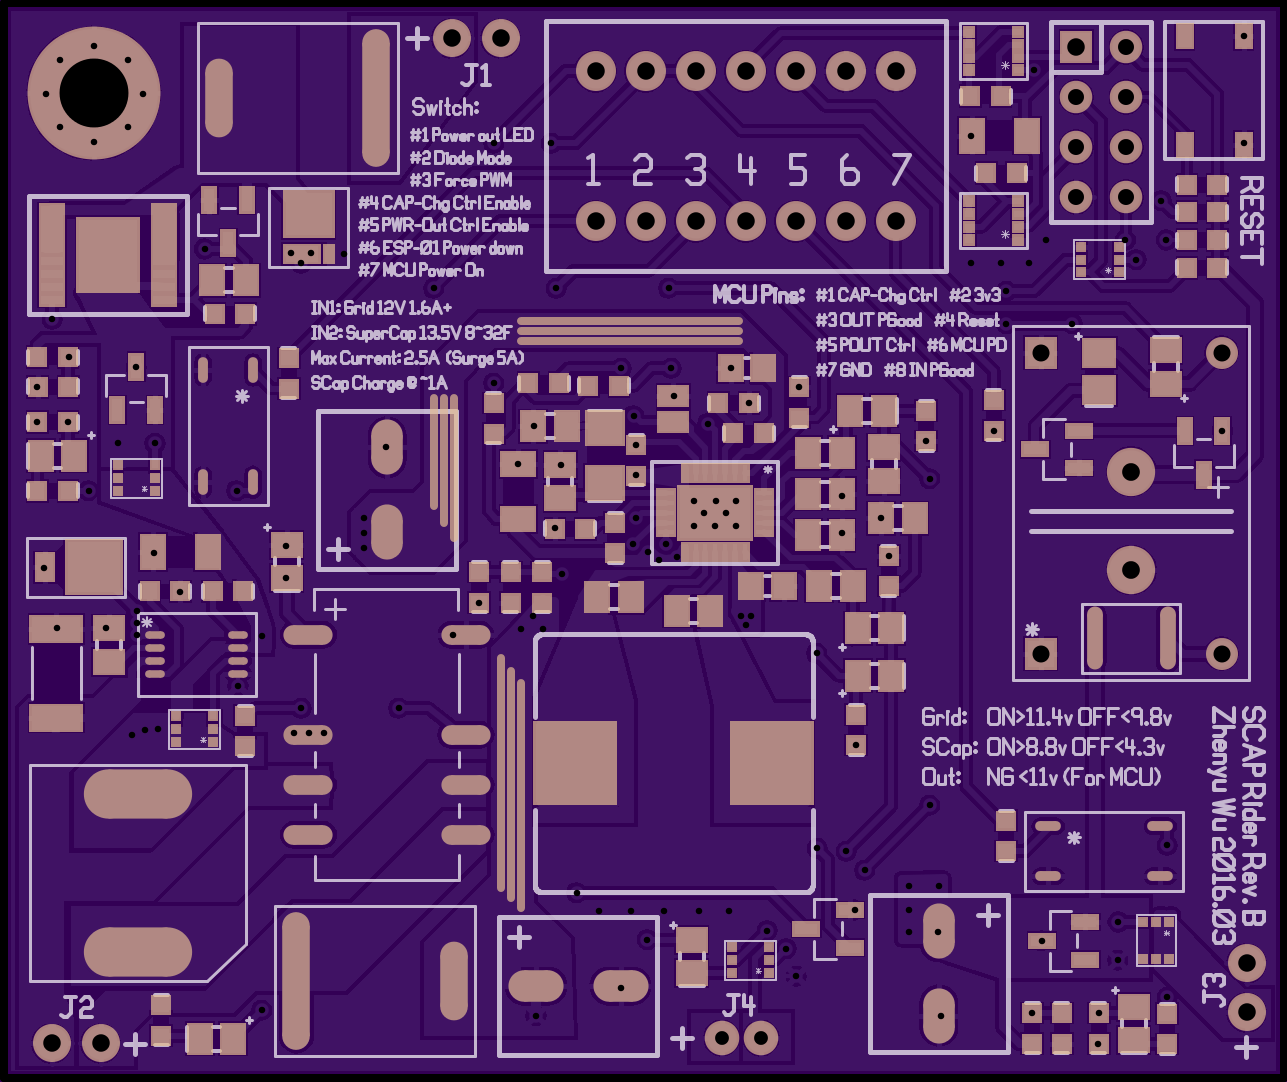 J1
Switch:
#1 Power out LED
#2 Diode Mode
#3 Force PWM
#4 CAP-Chg Ctrl Enable
#5 PWR-Out Ctrl Enable
#6 ESP-01 Power down
#7 MCU Power On
1 2 3 4 5 6 7
RESET
IN1: Grid 12V 1.6A+
IN2: SuperCap 13.5V 8~32F
Max Current: 2.5A (Surge 5A)
SCap Charge @ ~1A
MCU Pins: #1 CAP-Chg Ctrl #2 3v3
#3 OUT PGood #4 Reset
#5 POUT Ctrl #6 MCU PD
#7 GND #8 IN PGood
Grid: ON>11.4v OFF<9.8v
SCap: ON>8.8v OFF<4.3v
Out: NG <11v (For MCU)
SCAP Rider Rev. B
Zhenyu Wu 2016.03
J2
J4
J3